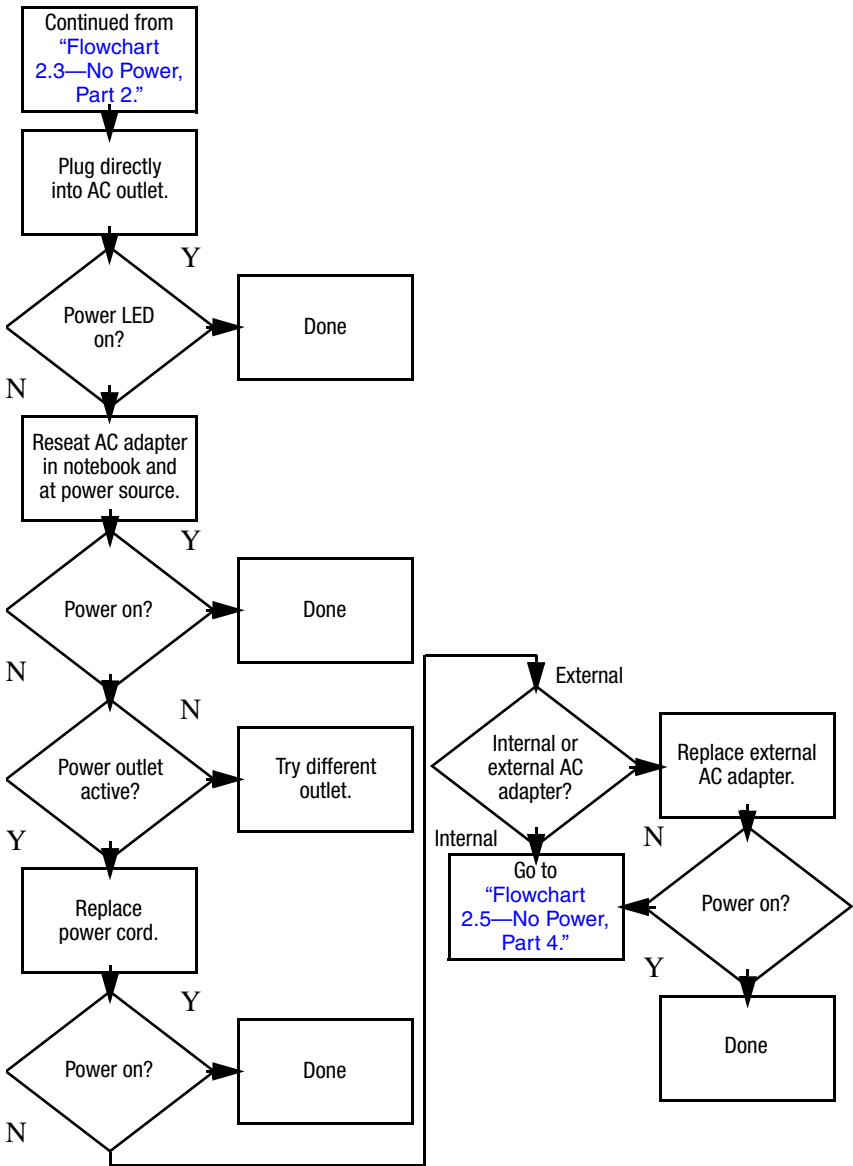 Continued from
“Flowchart
2.3—No Power,
Part 2.”
Plug directly
into AC outlet.
Y
Power LED
on?
Done
N
Reseat AC adapter
in notebook and
at power source.
Y
Power on?
Done
N
N
Power outlet
active?
Try different
outlet.
Y
Replace
power cord.
Y
Power on?
Done
N
External
Internal or
external AC
adapter?
Replace external
AC adapter.
Internal
N
Go to
“Flowchart
2.5—No Power,
Part 4.”
Power on?
Y
Done